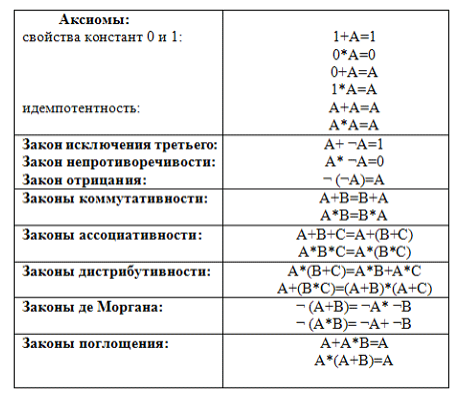 Аксиомы:
свойства констант 0 и 1: 1+A=1
0*A=0
0+A=A
1*A=A
идемпотентность: A+A=A
A*A=A
Закон исключения третьего: A+ ¬A=1
Закон непротиворечивости: A* ¬A=0
Закон отрицания: ¬ (¬A)=A
Законы коммутативности: A+B=B+A
A*B=B*A
Законы ассоциативности: A+B+C=A+(B+C)
A*B*C=A*(B*C)
Законы дистрибутивности: A*(B+C)=A*B+A*C
A+(B*C)=(A+B)*(A+C)
Законы де Моргана: ¬ (A+B)= ¬A* ¬B
¬ (A*B)= ¬A+ ¬B
Законы поглощения: A+A*B=A
A*(A+B)=A